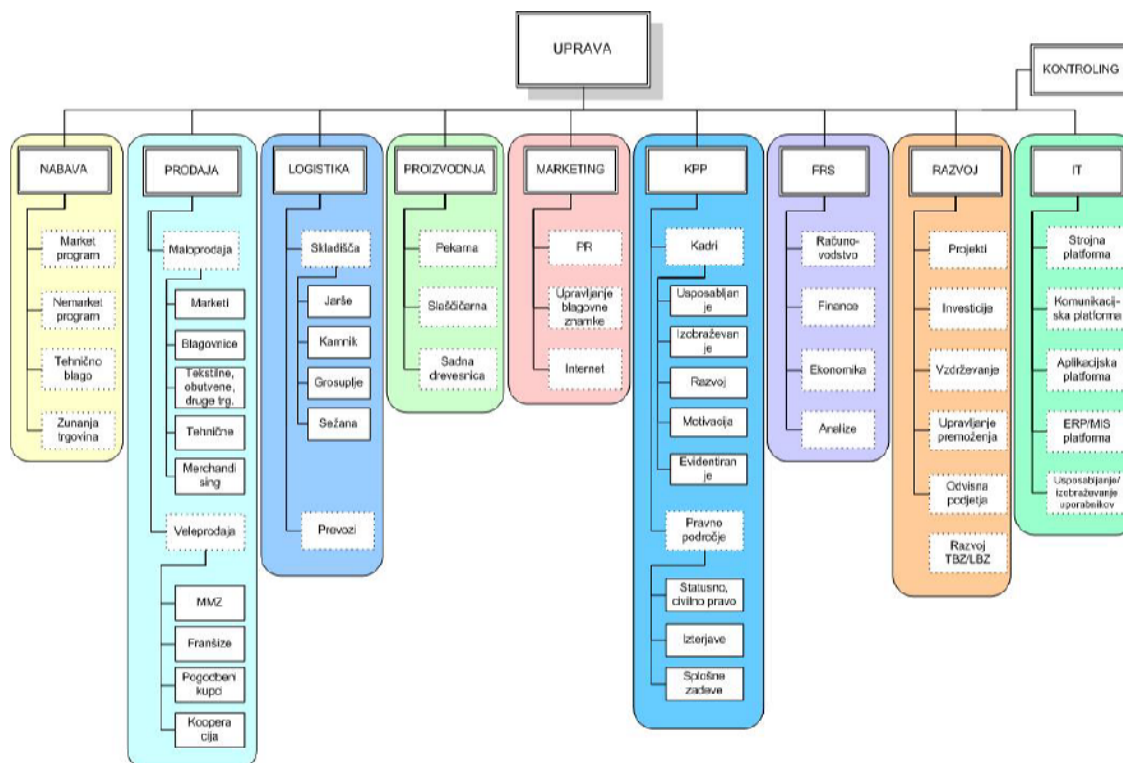 UPRAVA
KONTROLING
NABAVA
Market
program
Nemarket
program
Tehnično
blago
Zunanja
trgovina
PRODAJA
Maloprodaja
Marketi
Blagovnice
Tekstilne,
obutvene,
druge trg.
Tehnične
Merchandi
sing
Veleprodaja
MMZ
Franšize
Pogodbeni
kupci
Koopera
cija
LOGISTIKA
Skladišča
Jarše
Kamnik
Grosuplje
Sežana
Prevozi
PROIZVODNJA
Pekarna
Slaščičarna
Sadna
drevesnica
MARKETING
PR
Upravljanje
blagovne
znamke
Internet
KPP
Kadri
Usposabljan
je
Izobraževan
je
Razvoj
Motivacija
Evidentiran
je
Pravno
področje
Statusno,
civilno pravo
Izterjave
Splošne
zadeve
FRS
Računo-
vodstvo
Finance
Ekonomika
Analize
RAZVOJ
Projekti
Investicije
Vzdrževanje
Upravljanje
premoženja
Odvisna
podjetja
Razvoj
TBZ/LBZ
IT
Strojna
platforma
Komunikacij-
ska platforma
Aplikacijska
platforma
ERP/MIS
platforma
Usposabljanje/
izobraževanje
uporabnikov